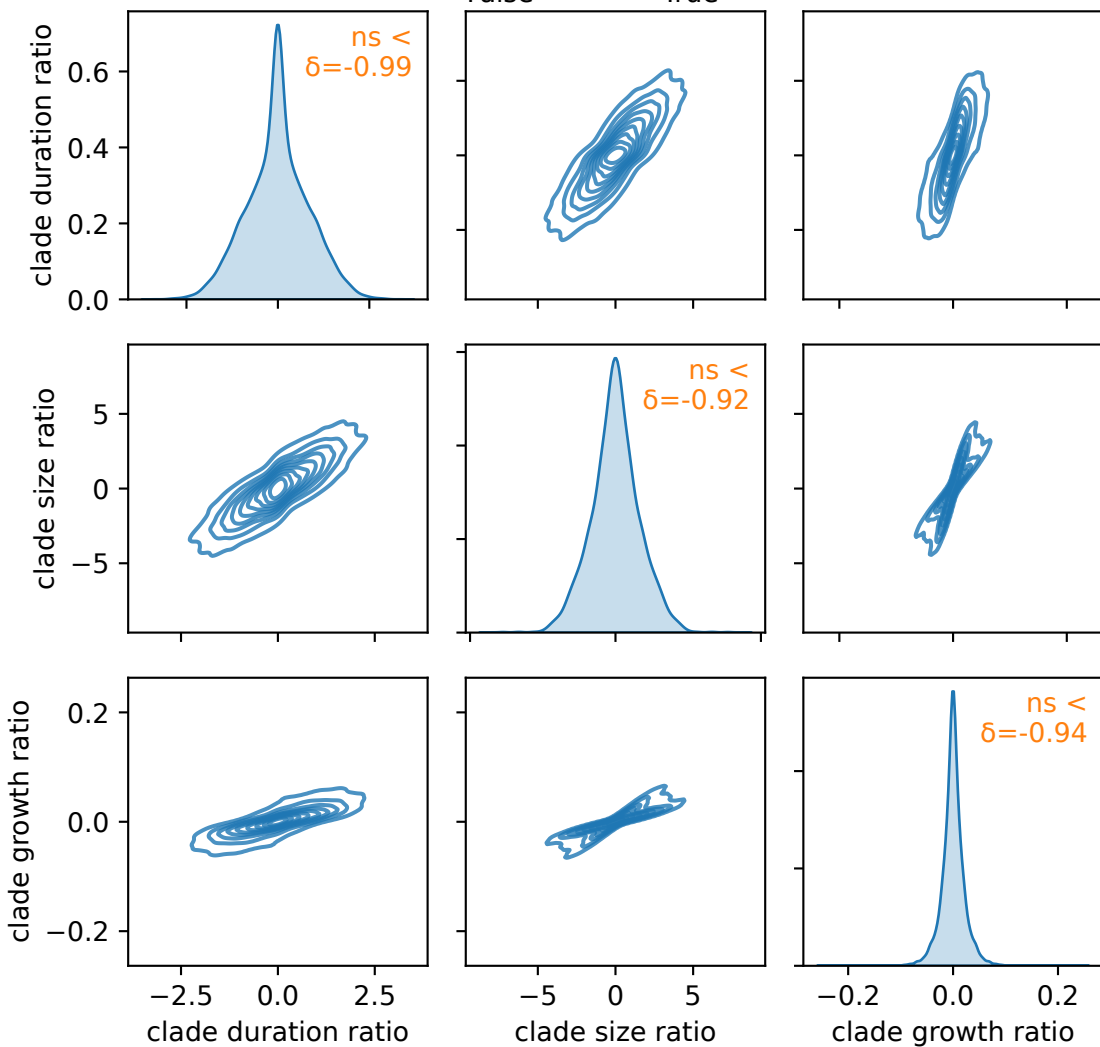 clade duration ratio
0.6
0.4
0.2
0.0
ns <
δ=-0.99
clade size ratio
5
0
−5
ns <
δ=-0.92
clade growth ratio
0.2
0.0
−0.2
ns <
δ=-0.94
−2.5 0.0 2.5
−5 0 5
−0.2 0.0 0.2
clade duration ratio
clade size ratio
clade growth ratio